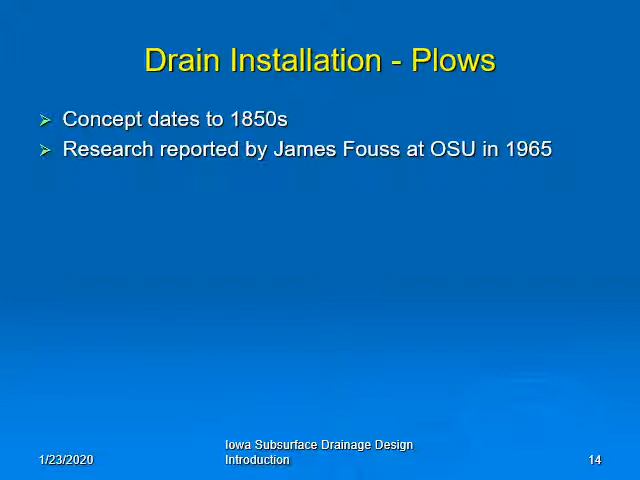 Drain Installation - Plows
Concept dates to 1850s
Research reported by James Fouss at OSU in 1965
1/23/2020
Iowa Subsurface Drainage Design
Introduction
14